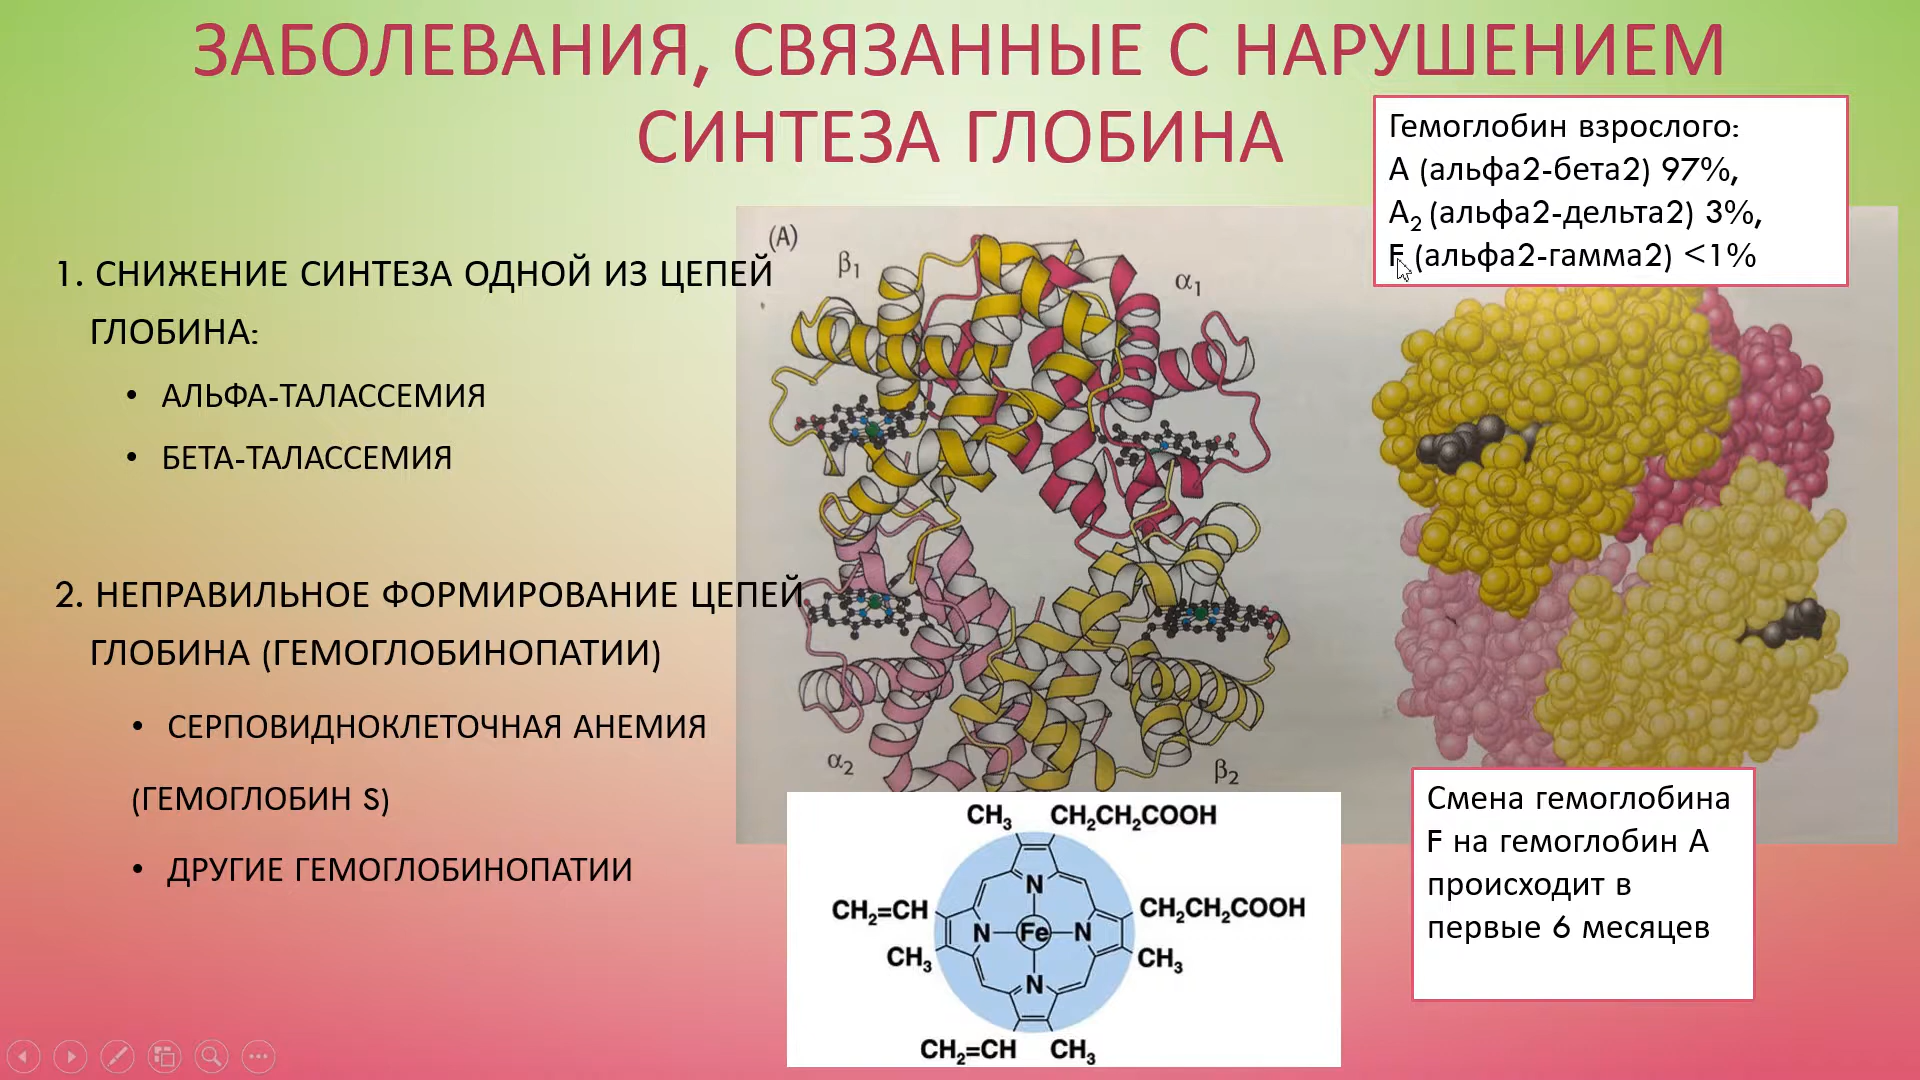 ЗАБОЛЕВАНИЯ, СВЯЗАННЫЕ С НАРУШЕНИЕМ
СИНТЕЗА ГЛОБИНА
Гемоглобин взрослого:
А (альфа2-бета2) 97%,
А₂ (альфа2-дельта2) 3%,
F (альфа2-гамма2) <1%
1. СНИЖЕНИЕ СИНТЕЗА ОДНОЙ ИЗ ЦЕПЕЙ
ГЛОБИНА:
• АЛЬФА-ТАЛАССЕМИЯ
• БЕТА-ТАЛАССЕМИЯ
2. НЕПРАВИЛЬНОЕ ФОРМИРОВАНИЕ ЦЕПЕЙ
ГЛОБИНА (ГЕМОГЛОБИНОПАТИИ)
• СЕРПОВИДНОКЛЕТОЧНАЯ АНЕМИЯ
(ГЕМОГЛОБИН S)
• ДРУГИЕ ГЕМОГЛОБИНОПАТИИ
(A)
β₁
α₁
α₂
β₂
CH₃ CH₂CH₂COOH
N
CH₂=CH CH₂CH₂COOH
N Fe N
CH₃ CH₃
N
CH₂=CH CH₃
Смена гемоглобина
F на гемоглобин А
происходит в
первые 6 месяцев